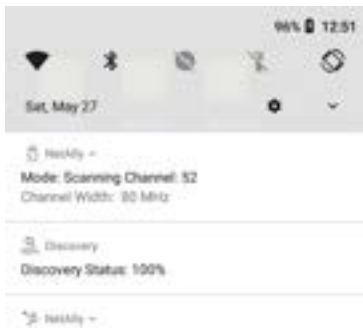 96% 12:51
Sat, May 27
NetAlly
Mode: Scanning Channel: 52
Channel Width: 80 MHz
Discovery
Discovery Status: 100%
NetAlly